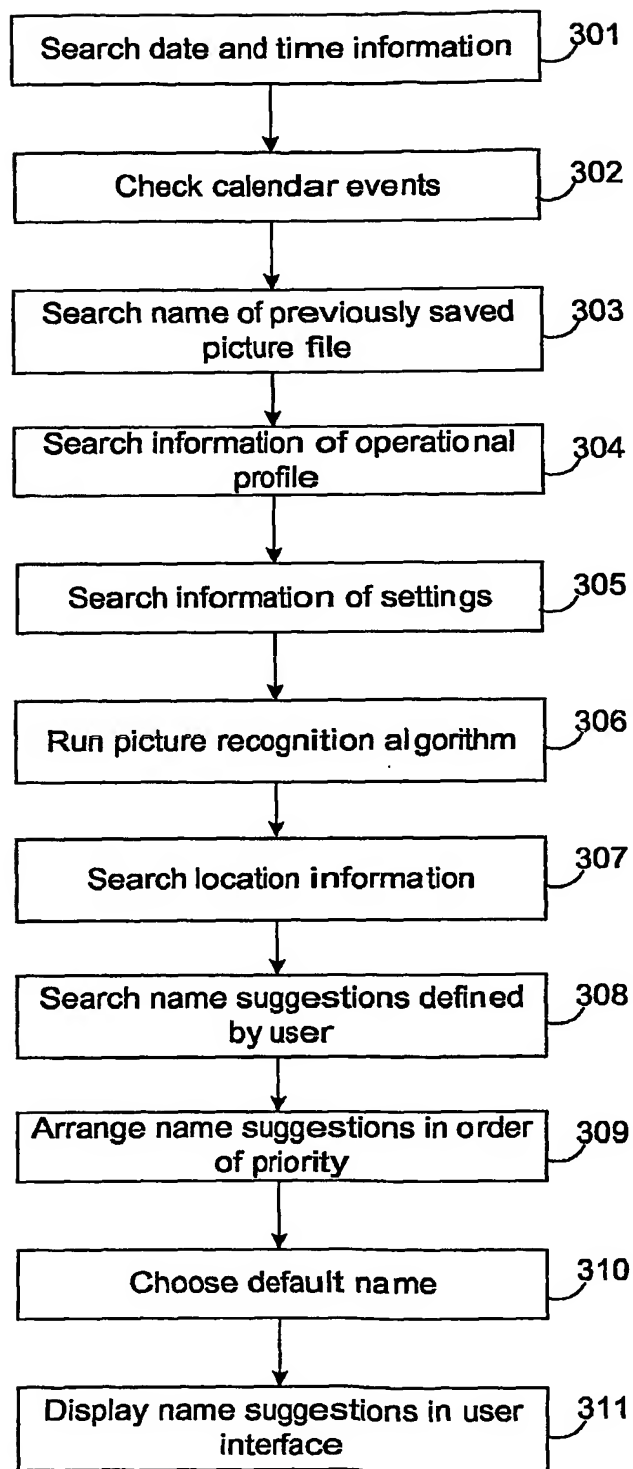 Search date and time information
301
Check calendar events
302
Search name of previously saved
picture file
303
Search information of operational
profile
304
Search information of settings
305
Run picture recognition algorithm
306
Search location information
307
Search name suggestions defined
by user
308
Arrange name suggestions in order
of priority
309
Choose default name
310
Display name suggestions in user
interface
311